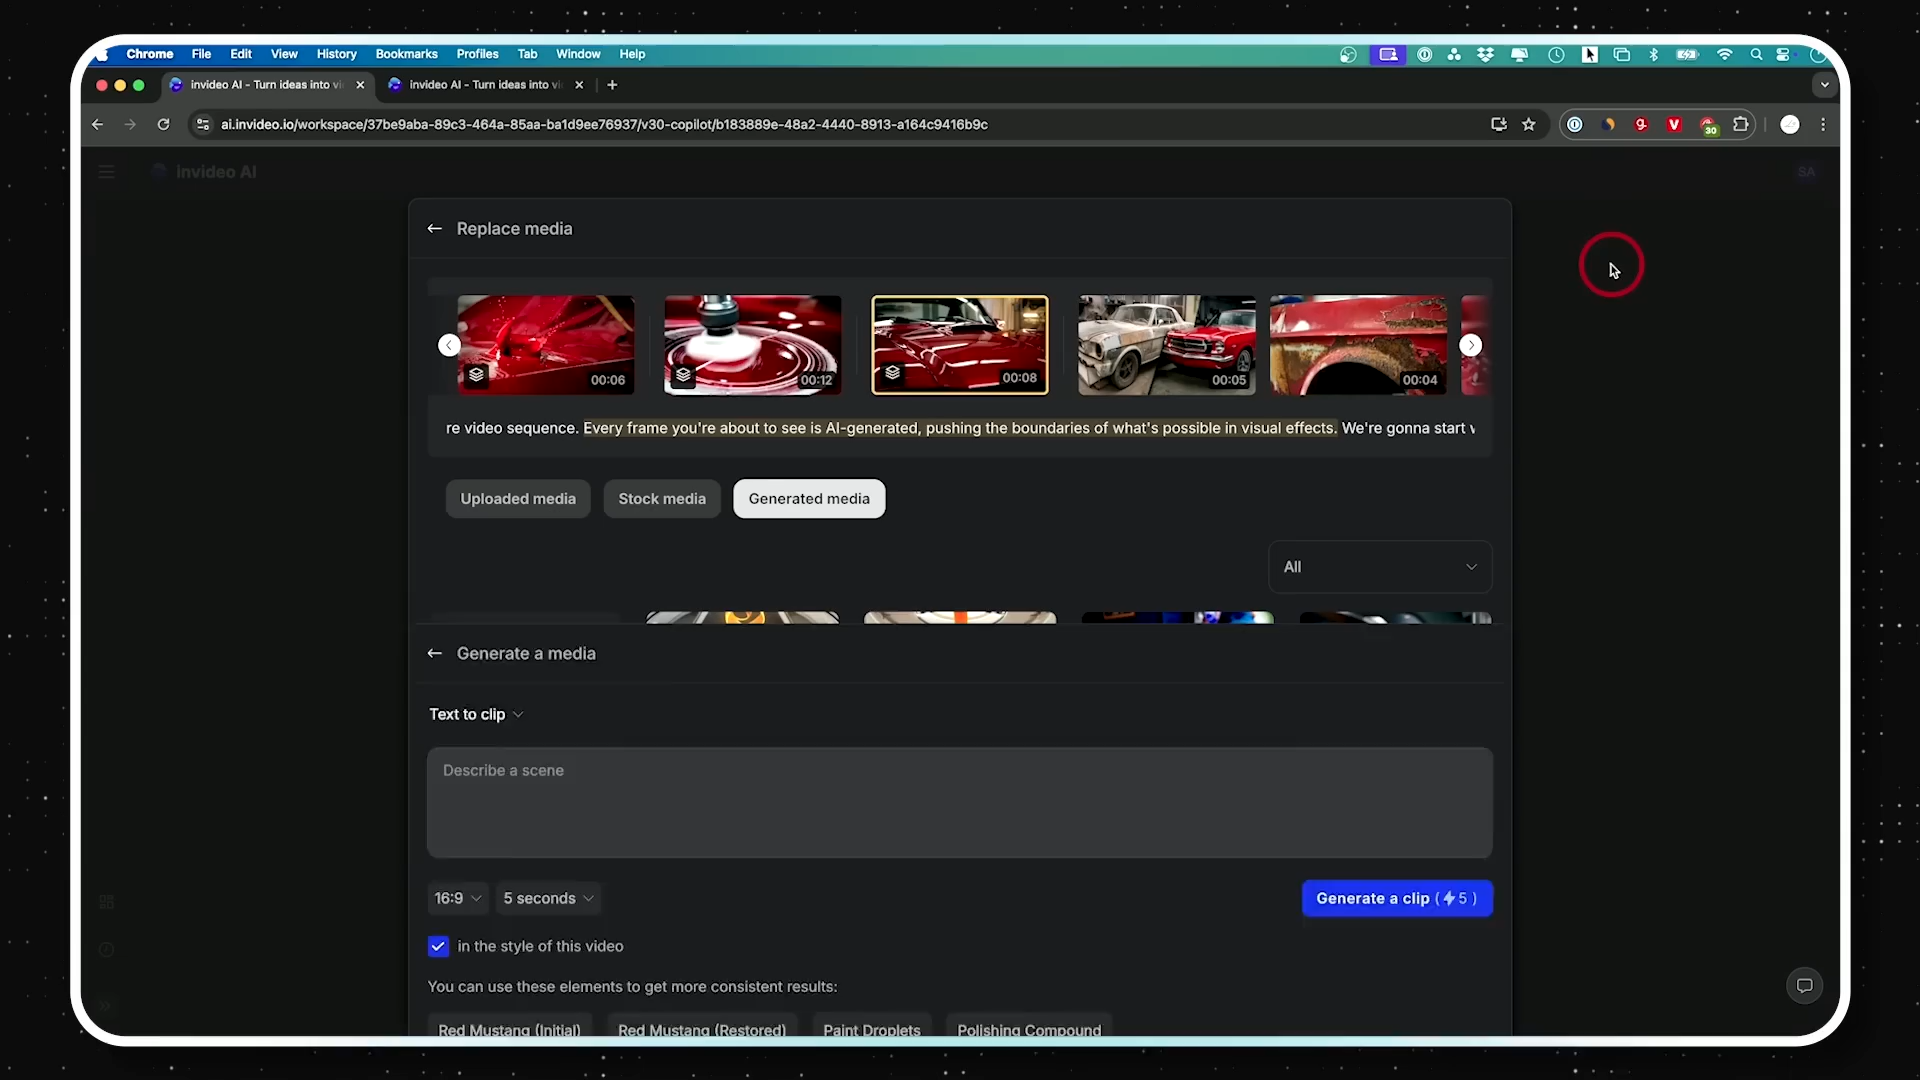 Chrome File Edit View History Bookmarks Profiles Tab Window Help
invideo AI - Turn ideas into vi
invideo AI - Turn ideas into vi
ai.invideo.io/workspace/37be9aba-89c3-464a-85aa-ba1d9ee76937/v30-copilot/b183889e-48a2-4440-8913-a164c9416b9c
30
invideo AI
SA
Replace media
00:06
00:12
00:08
00:05
00:04
re video sequence. Every frame you're about to see is AI-generated, pushing the boundaries of what's possible in visual effects. We're gonna start
Uploaded media
Stock media
Generated media
All
Generate a media
Text to clip
Describe a scene
16:9
5 seconds
Generate a clip ( 5 )
in the style of this video
You can use these elements to get more consistent results:
Red Mustang (Initial)
Red Mustang (Restored)
Paint Droplets
Polishing Compound